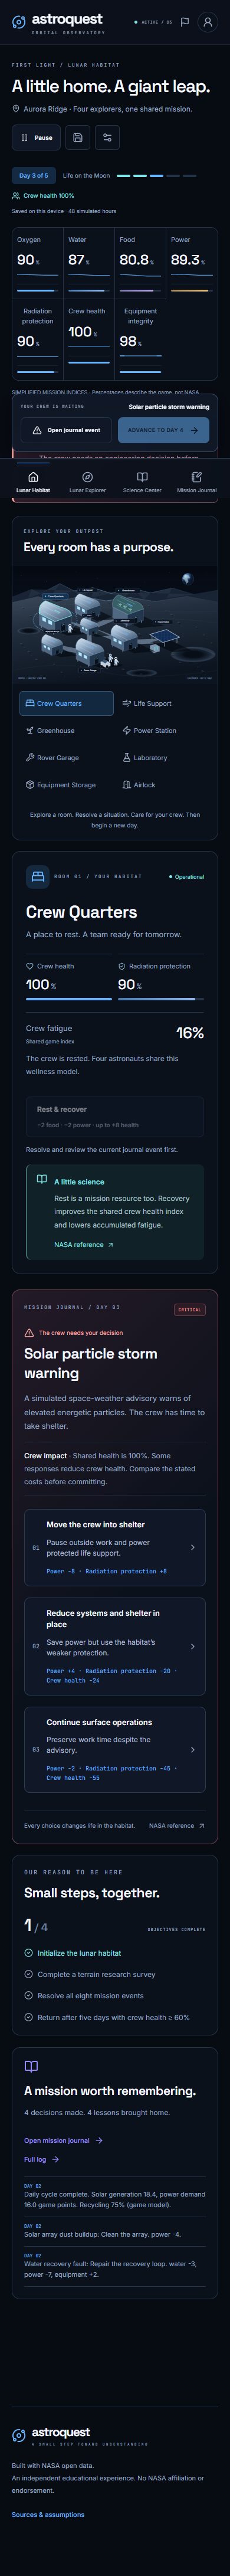 astroquest
ORBITAL OBSERVATORY
ACTIVE / D3
FIRST LIGHT / LUNAR HABITAT
A little home. A giant leap.
Aurora Ridge · Four explorers, one shared mission.
Pause
Day 3 of 5
Life on the Moon
Crew health 100%
Saved on this device · 48 simulated hours
Oxygen
90 %
Water
87 %
Food
80.8 %
Power
89.3 %
Radiation protection
90 %
Crew health
100 %
Equipment integrity
98 %
SIMPLIFIED MISSION INDICES · Percentages describe the game, not NASA
YOUR CREW IS WAITING
Solar particle storm warning
Open journal event
ADVANCE TO DAY 4
The crew needs an engineering decision before
Lunar Habitat
Lunar Explorer
Science Center
Mission Journal
EXPLORE YOUR OUTPOST
Every room has a purpose.
Crew Quarters
Life Support
Greenhouse
Power Station
Rover Garage
Laboratory
Equipment Storage
Airlock
Explore a room. Resolve a situation. Care for your crew. Then
begin a new day.
ROOM 01 / YOUR HABITAT
Operational
Crew Quarters
A place to rest. A team ready for tomorrow.
Crew health
100 %
Radiation protection
90 %
Crew fatigue
Shared game index
16%
The crew is rested. Four astronauts share this
wellness model.
Rest & recover
−2 food · −2 power · up to +8 health
Resolve and review the current journal event first.
A little science
Rest is a mission resource too. Recovery
improves the shared crew health index
and lowers accumulated fatigue.
NASA reference
MISSION JOURNAL / DAY 03
CRITICAL
The crew needs your decision
Solar particle storm
warning
A simulated space-weather advisory warns of
elevated energetic particles. The crew has time to
take shelter.
Crew impact · Shared health is 100%. Some
responses reduce crew health. Compare the stated
costs before committing.
01
Move the crew into shelter
Pause outside work and power
protected life support.
Power −8 · Radiation protection +8
02
Reduce systems and shelter in
place
Save power but use the habitat's
weaker protection.
Power +4 · Radiation protection −20 ·
Crew health −24
03
Continue surface operations
Preserve work time despite the
advisory.
Power −2 · Radiation protection −45 ·
Crew health −55
Every choice changes life in the habitat.
NASA reference
OUR REASON TO BE HERE
Small steps, together.
1 / 4
OBJECTIVES COMPLETE
Initialize the lunar habitat
Complete a terrain research survey
Resolve all eight mission events
Return after five days with crew health ≥ 60%
A mission worth remembering.
4 decisions made. 4 lessons brought home.
Open mission journal
Full log
DAY 02
Daily cycle complete. Solar generation 18.4, power demand
16.0 game points. Recycling 75% (game model).
DAY 02
Solar array dust buildup: Clean the array. power -4.
DAY 02
Water recovery fault: Repair the recovery loop. water -3,
power -7, equipment +2.
astroquest
A SMALL STEP TOWARD UNDERSTANDING
Built with NASA open data.
An independent educational experience. No NASA affiliation or
endorsement.
Sources & assumptions